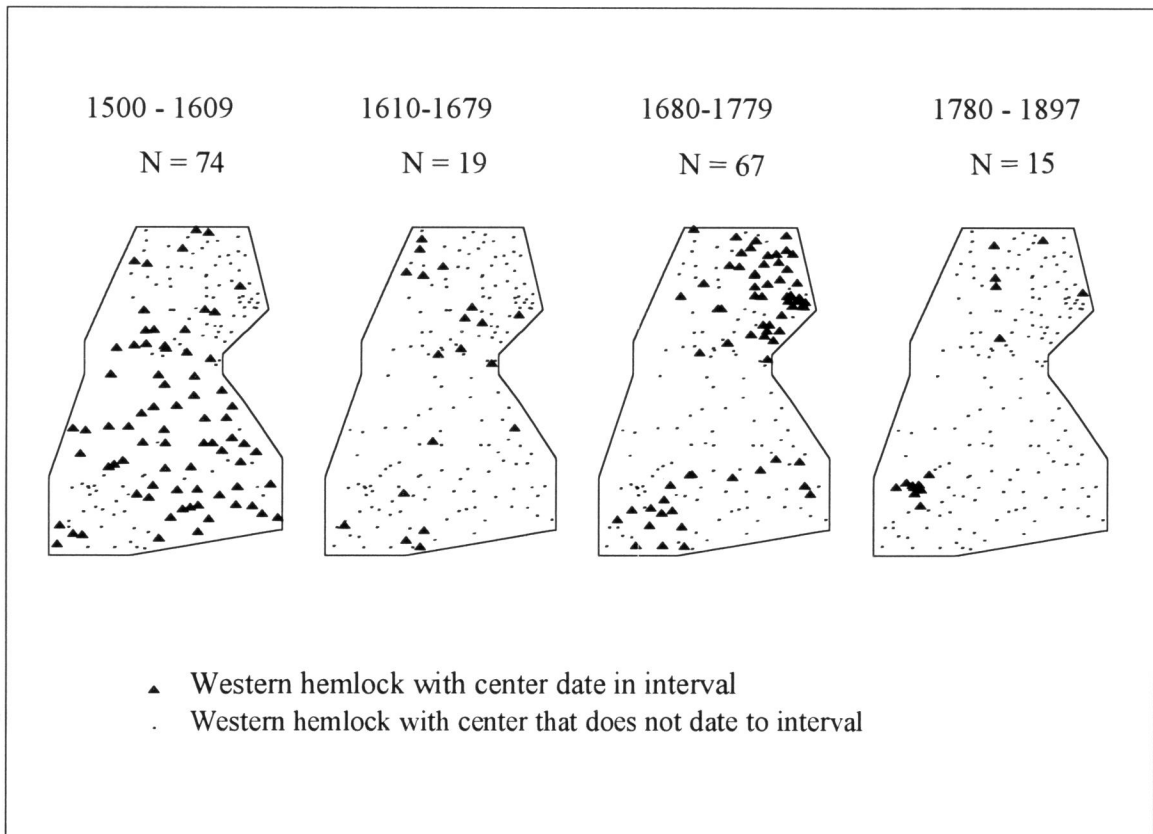 1500 - 1609
N = 74
1610-1679
N = 19
1680-1779
N = 67
1780 - 1897
N = 15
Western hemlock with center date in interval
Western hemlock with center that does not date to interval